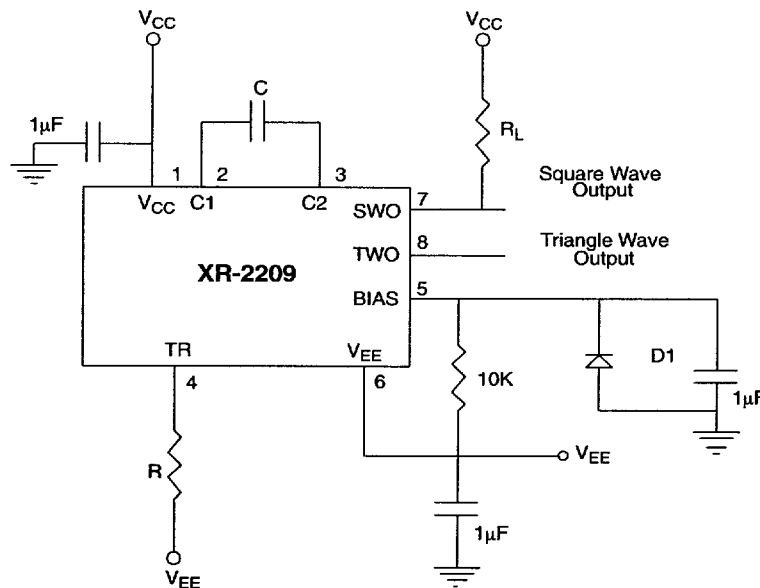 V_CC
V_CC
1µF
C
R_L
1
2
3
V_CC
C1
C2
SWO
7
Square Wave
Output
TWO
8
Triangle Wave
Output
XR-2209
BIAS
5
TR
V_EE
4
6
10K
D1
1µF
R
V_EE
1µF
V_EE